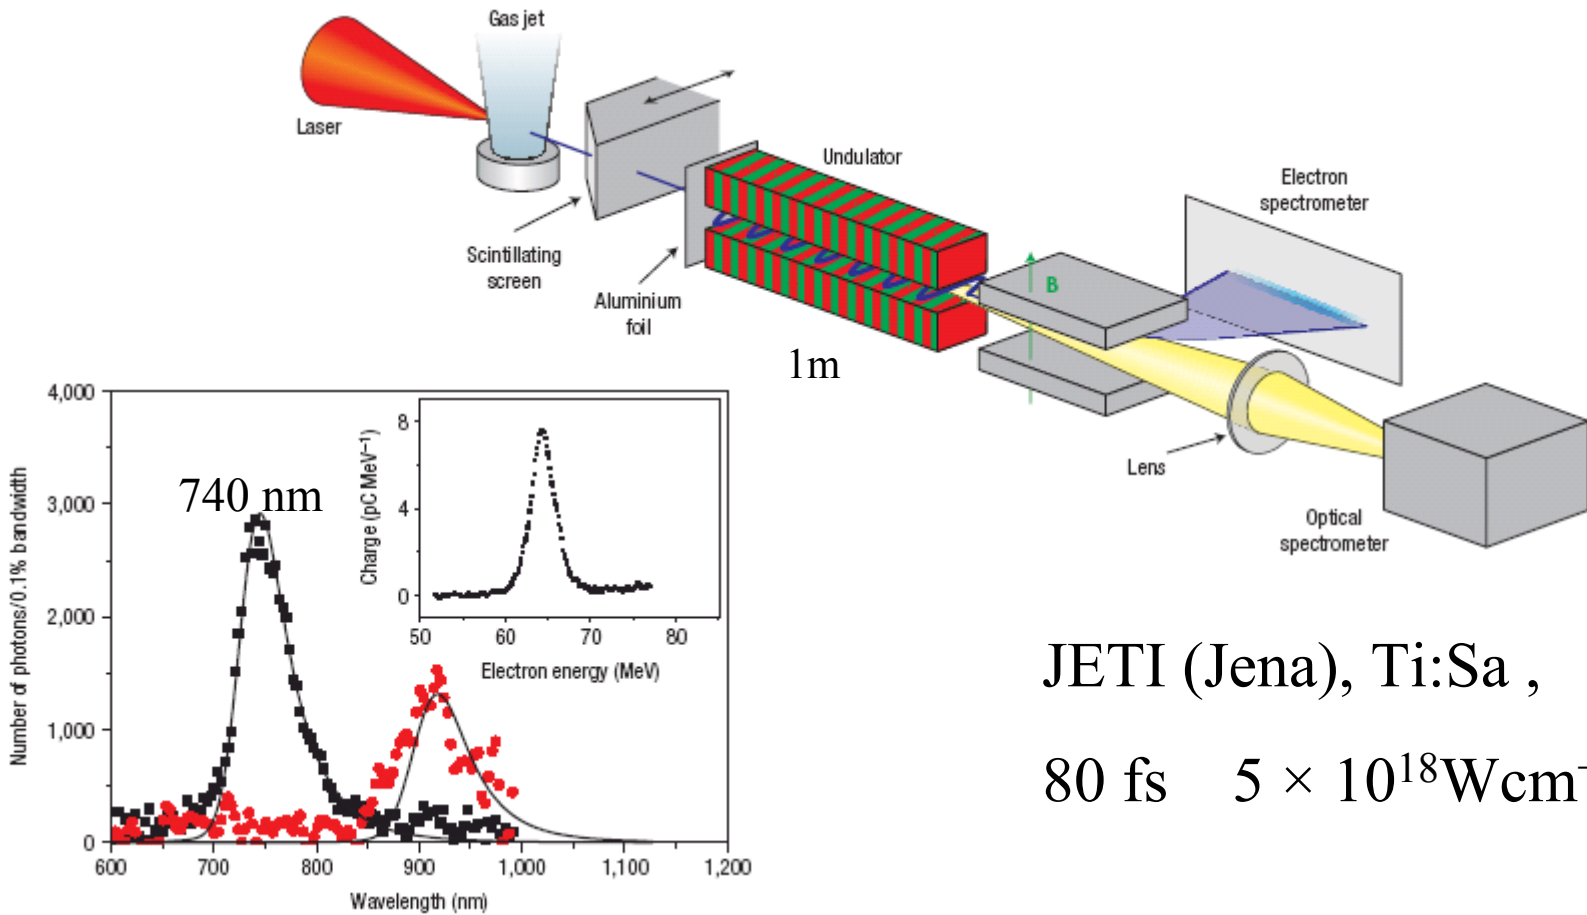 Gas jet
Laser
Undulator
Electron
spectrometer
Scintillating
screen
Aluminium
foil
B
1m
Lens
Optical
spectrometer
4,000
3,000
2,000
1,000
0
Number of photons/0.1% bandwidth
740 nm
8
4
0
Charge (pC MeV⁻¹)
50 60 70 80
Electron energy (MeV)
600 700 800 900 1,000 1,100 1,200
Wavelength (nm)
JETI (Jena), Ti:Sa ,
80 fs 5 × 10¹⁸Wcm⁻